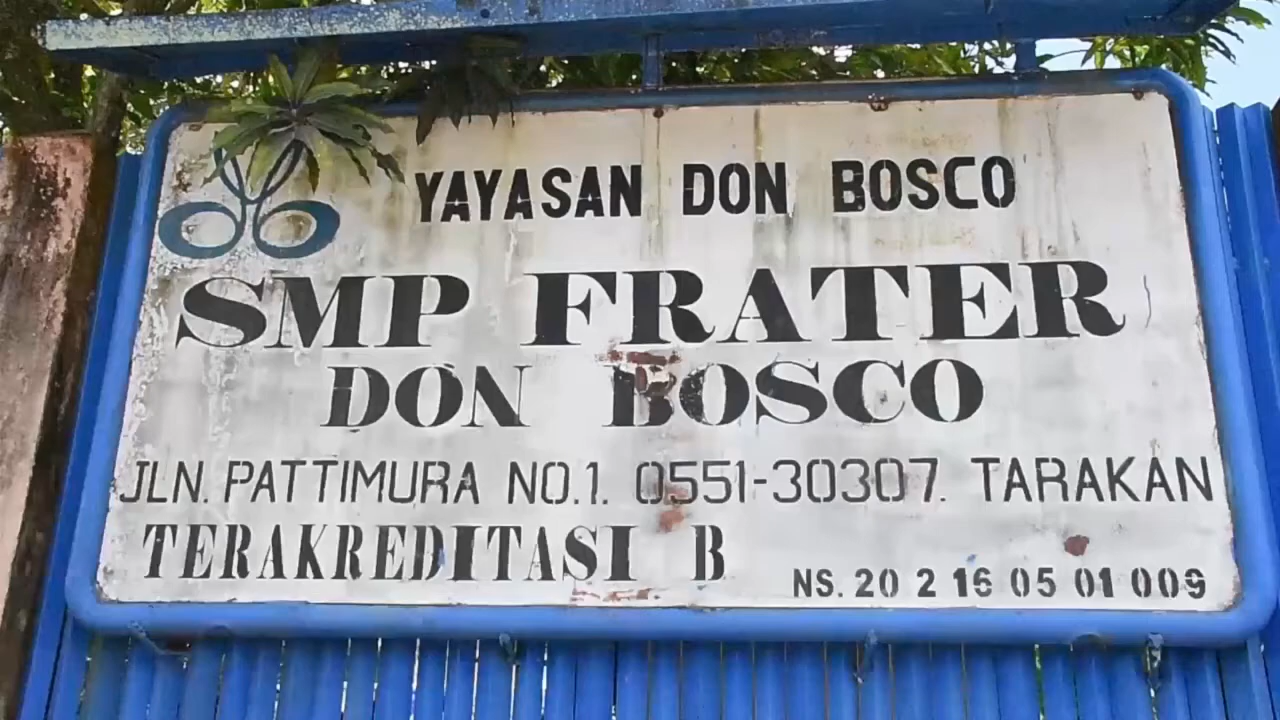 YAYASAN DON BOSCO
SMP FRATER
DON BOSCO
JLN. PATTIMURA NO.1. 0551-30307. TARAKAN
TERAKREDITASI B
NS. 20 2 16 05 01 009